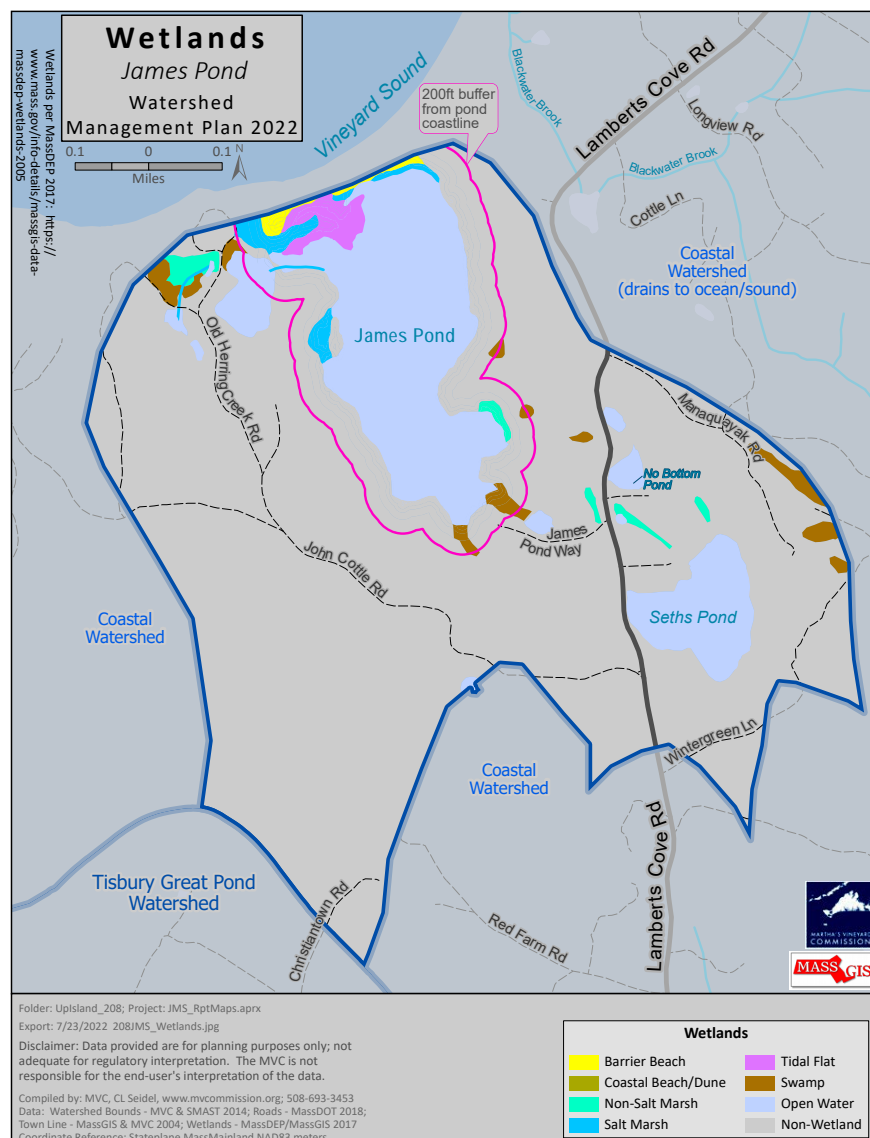 Wetlands
James Pond
Watershed
Management Plan 2022
Wetlands per MassDEP 2017: https://
www.mass.gov/info-details/massgis-data-
massdep-wetlands-2005
0.1 0 0.1
Miles
N
Vineyard Sound
200ft buffer
from pond
coastline
Blackwater
Brook
Lamberts Cove Rd
Longview Rd
Blackwater Brook
Cottle Ln
Coastal
Watershed
(drains to ocean/sound)
James Pond
Old Herring Creek Rd
Manaquayak Rd
No Bottom
Pond
James
Pond Way
John Cottle Rd
Seths Pond
Coastal
Watershed
Wintergreen Ln
Coastal
Watershed
Lamberts Cove Rd
Tisbury Great Pond
Watershed
Christiantown Rd
Red Farm Rd
MARTHA'S VINEYARD
COMMISSION
MASS GIS
Folder: UpIsland_208; Project: JMS_RptMaps.aprx
Export: 7/23/2022 208JMS_Wetlands.jpg
Disclaimer: Data provided are for planning purposes only; not
adequate for regulatory interpretation. The MVC is not
responsible for the end-user's interpretation of the data.
Compiled by: MVC, CL Seidel, www.mvcommission.org; 508-693-3453
Data: Watershed Bounds - MVC & SMAST 2014; Roads - MassDOT 2018;
Town Line - MassGIS & MVC 2004; Wetlands - MassDEP/MassGIS 2017
Coordinate Reference: Stateplane MassMainland NAD83 meters
Wetlands
Barrier Beach
Coastal Beach/Dune
Non-Salt Marsh
Salt Marsh
Tidal Flat
Swamp
Open Water
Non-Wetland